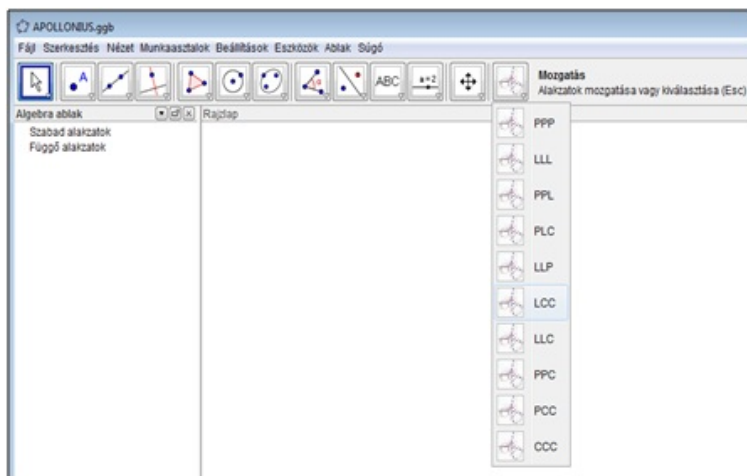 APOLLONIUS.ggb
Fájl Szerkesztés Nézet Munkaasztalok Beállítások Eszközök Ablak Súgó
A ABC a=2 Mozgatás
Alakzatok mozgatása vagy kiválasztása (Esc)
Algebra ablak Rajzlap
Szabad alakzatok
Függő alakzatok
PPP
LLL
PPL
PLC
LLP
LCC
LLC
PPC
PCC
CCC